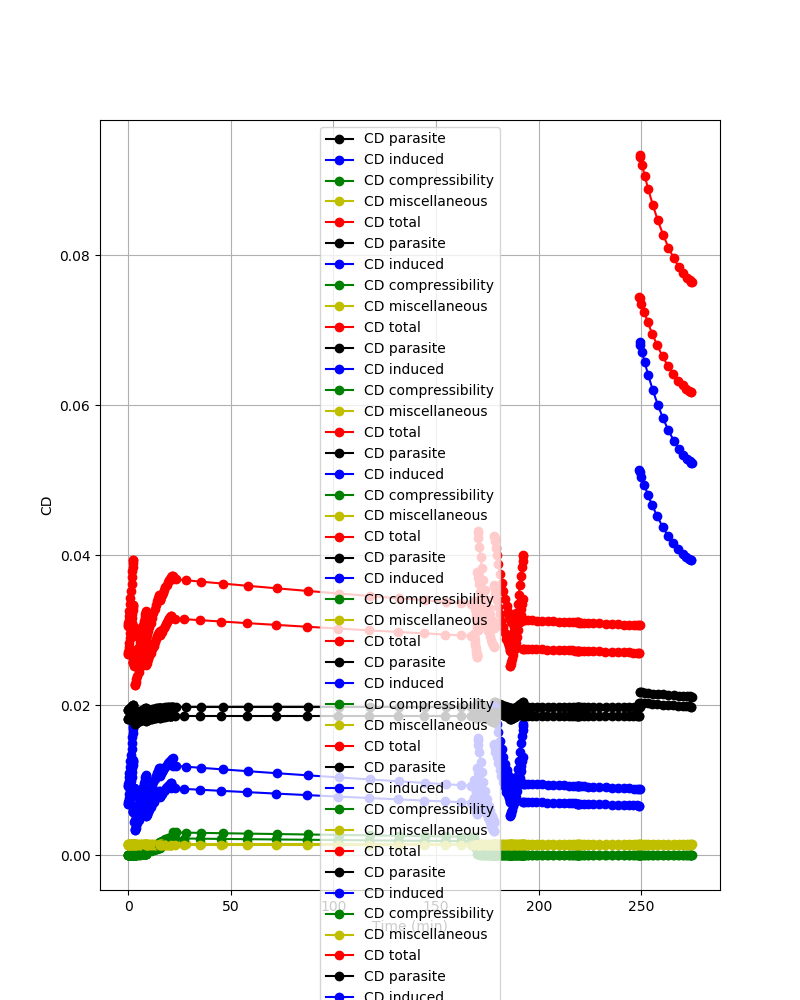 CD parasite
CD induced
CD compressibility
CD miscellaneous
CD total
CD parasite
CD induced
CD compressibility
CD miscellaneous
CD total
CD parasite
CD induced
CD compressibility
CD miscellaneous
CD total
CD parasite
CD induced
CD compressibility
CD miscellaneous
CD total
CD parasite
CD induced
CD compressibility
CD miscellaneous
CD total
CD parasite
CD induced
CD compressibility
CD miscellaneous
CD total
CD parasite
CD induced
CD compressibility
CD miscellaneous
CD total
CD parasite
CD induced
CD compressibility
CD miscellaneous
CD total
CD parasite
CD induced
0.08
0.06
0.04
0.02
0.00
CD
0 50 100 150 200 250
Time (min)